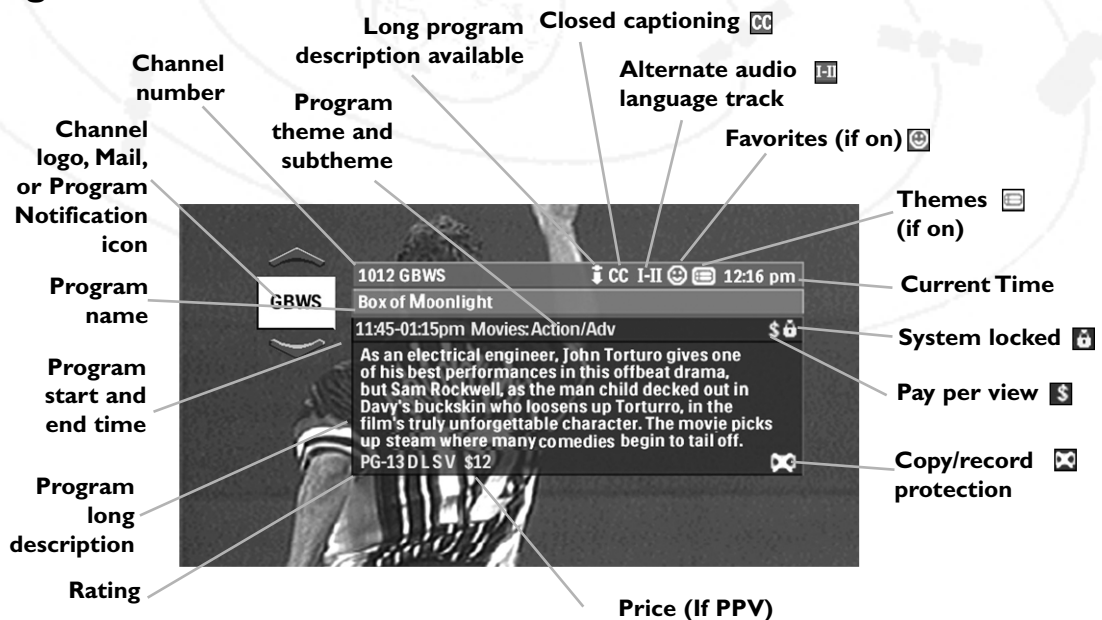 Long program
description available
Closed captioning CC
Channel
number
Alternate audio I-II
language track
Program
theme and
subtheme
Channel
logo, Mail,
or Program
Notification
icon
Favorites (if on)
Themes
(if on)
1012 GBWS CC I-II 12:16 pm
Current Time
Program
name
GBWS
Box of Moonlight
11:45-01:15pm Movies: Action/Adv $
System locked
As an electrical engineer, John Torturo gives one
of his best performances in this offbeat drama,
but Sam Rockwell, as the man child decked out in
Davy's buckskin who loosens up Torturro, in the
film's truly unforgettable character. The movie picks
up steam where many comedies begin to tail off.
PG-13 D L S V $12
Program
start and
end time
Pay per view $
Copy/record
protection
Program
long
description
Rating
Price (If PPV)